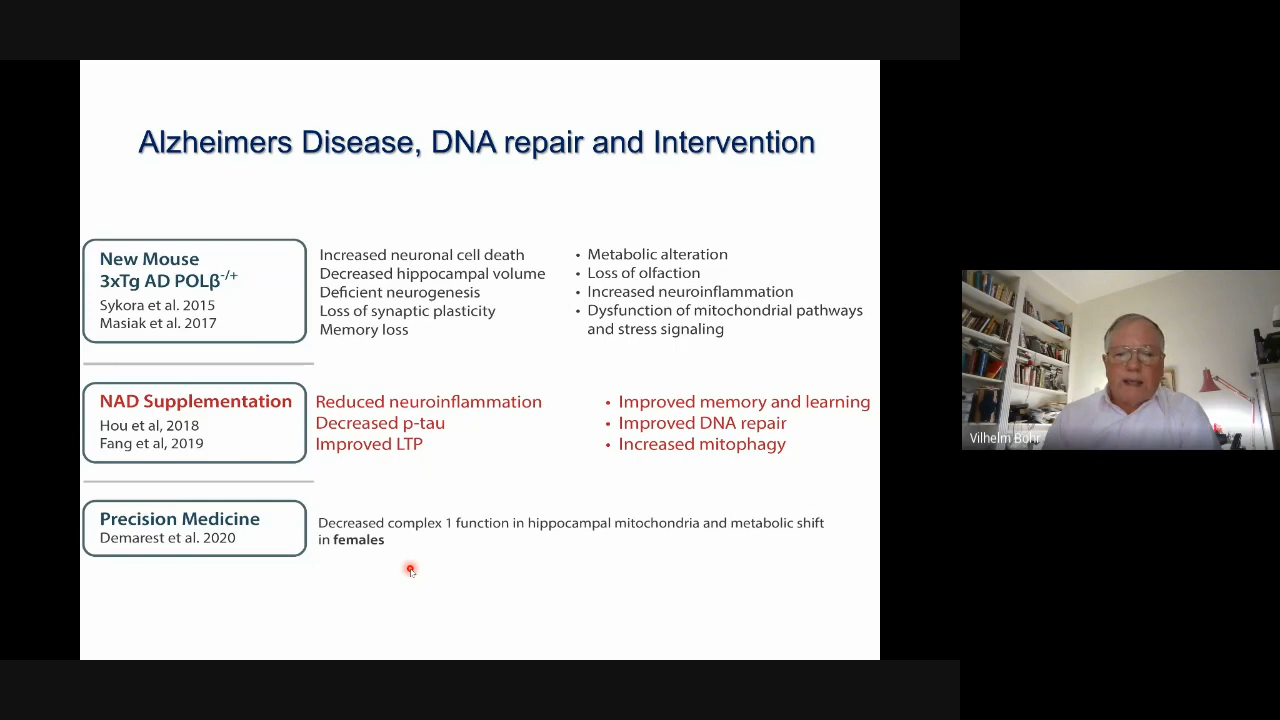 Alzheimers Disease, DNA repair and Intervention
New Mouse
3xTg AD POLβ-/+
Sykora et al. 2015
Masiak et al. 2017
Increased neuronal cell death
Decreased hippocampal volume
Deficient neurogenesis
Loss of synaptic plasticity
Memory loss
• Metabolic alteration
• Loss of olfaction
• Increased neuroinflammation
• Dysfunction of mitochondrial pathways
and stress signaling
NAD Supplementation
Hou et al, 2018
Fang et al, 2019
Reduced neuroinflammation
Decreased p-tau
Improved LTP
• Improved memory and learning
• Improved DNA repair
• Increased mitophagy
Precision Medicine
Demarest et al. 2020
Decreased complex 1 function in hippocampal mitochondria and metabolic shift
in females
Vilhelm Bohr